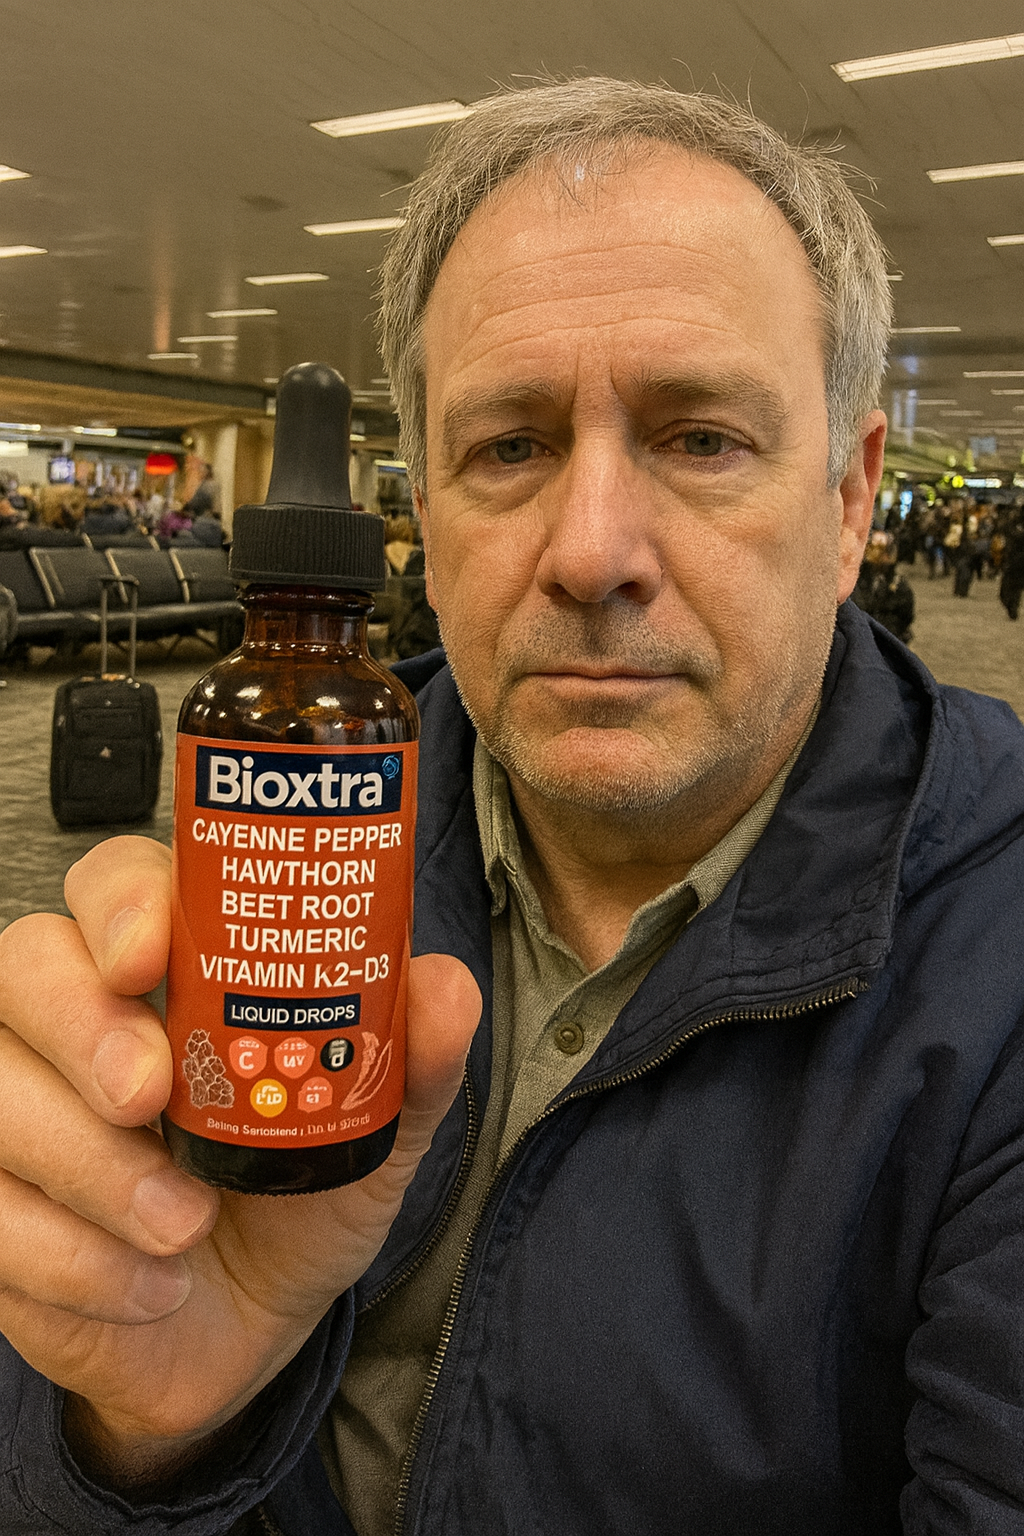 Bioxtra
CAYENNE PEPPER
HAWTHORN
BEET ROOT
TURMERIC
VITAMIN K2-D3
LIQUID DROPS
C